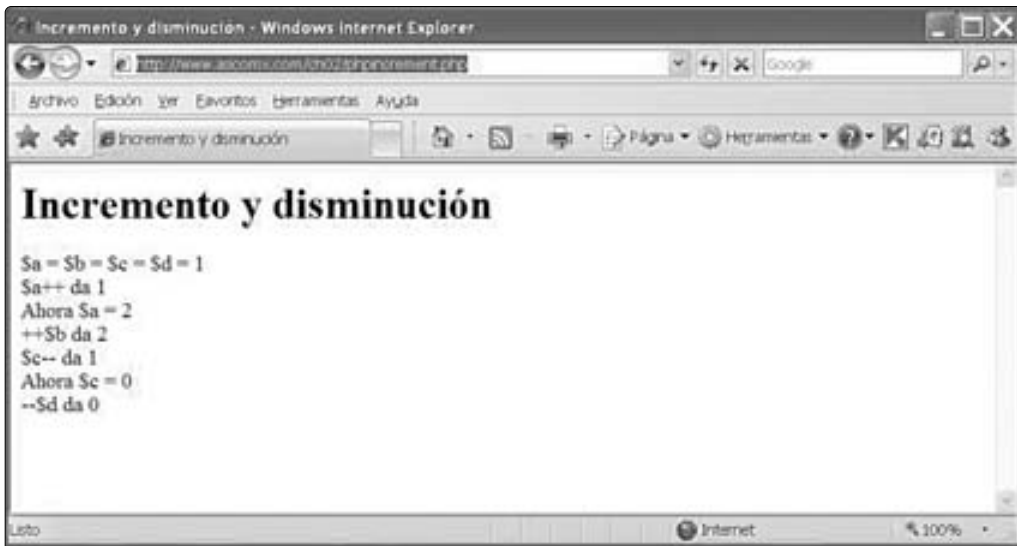 Incremento y disminución - Windows Internet Explorer
Google
Archivo Edición Ver Favoritos Herramientas Ayuda
Incremento y disminución
Página Herramientas
Incremento y disminución
$a = $b = $c = $d = 1
$a++ da 1
Ahora $a = 2
++$b da 2
$c-- da 1
Ahora $c = 0
--$d da 0
Listo
Internet
100%